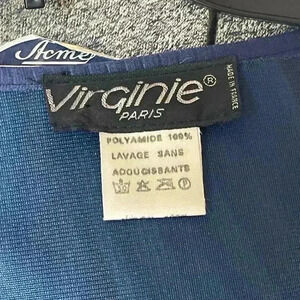 Acme
Virginie®
PARIS
MADE IN FRANCE
POLYAMIDE 100%
LAVAGE SANS
ADOUCISSANTS